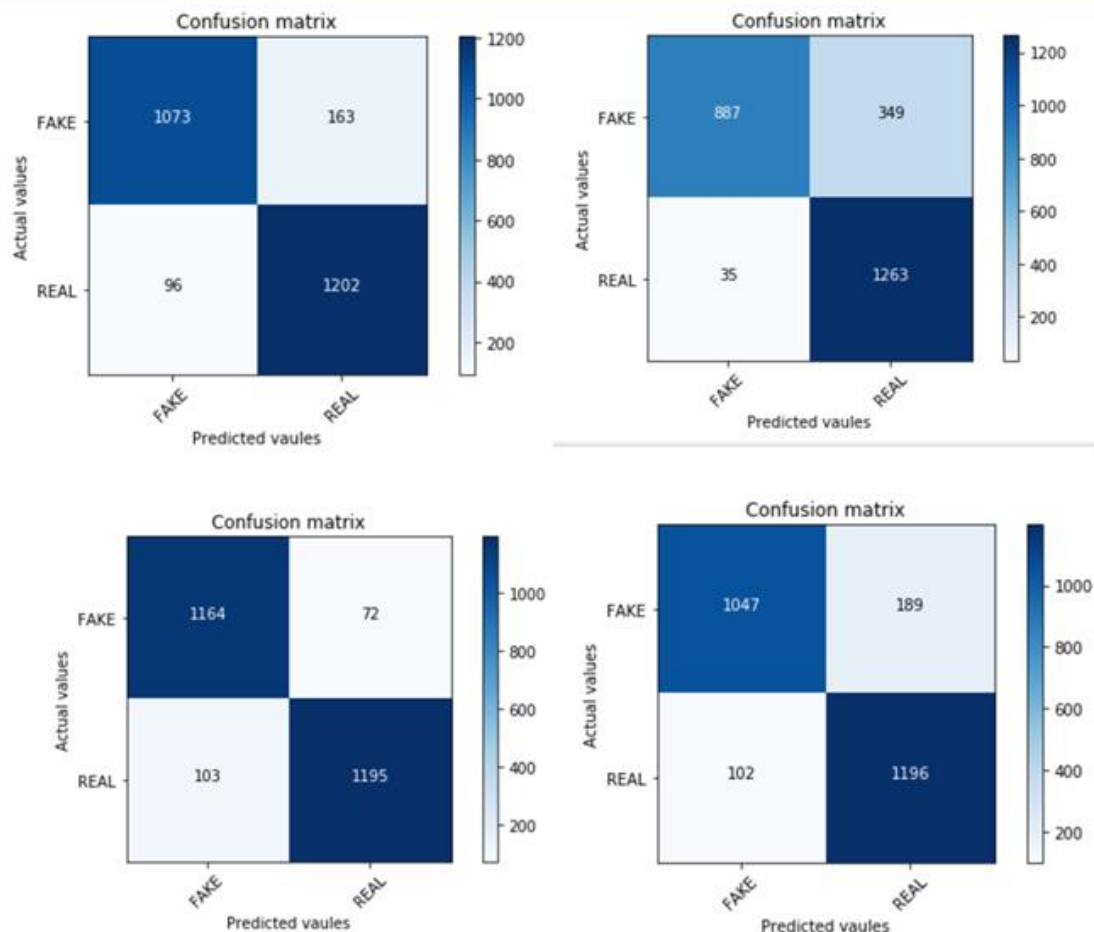 Confusion matrix
1200
1000
800
600
400
200
FAKE
1073
163
REAL
96
1202
Actual values
FAKE
REAL
Predicted vaules
Confusion matrix
1200
1000
800
600
400
200
FAKE
887
349
REAL
35
1263
Actual values
FAKE
REAL
Predicted vaules
Confusion matrix
1000
800
600
400
200
FAKE
1164
72
REAL
103
1195
Actual values
FAKE
REAL
Predicted vaules
Confusion matrix
1000
800
600
400
200
FAKE
1047
189
REAL
102
1196
Actual values
FAKE
REAL
Predicted vaules